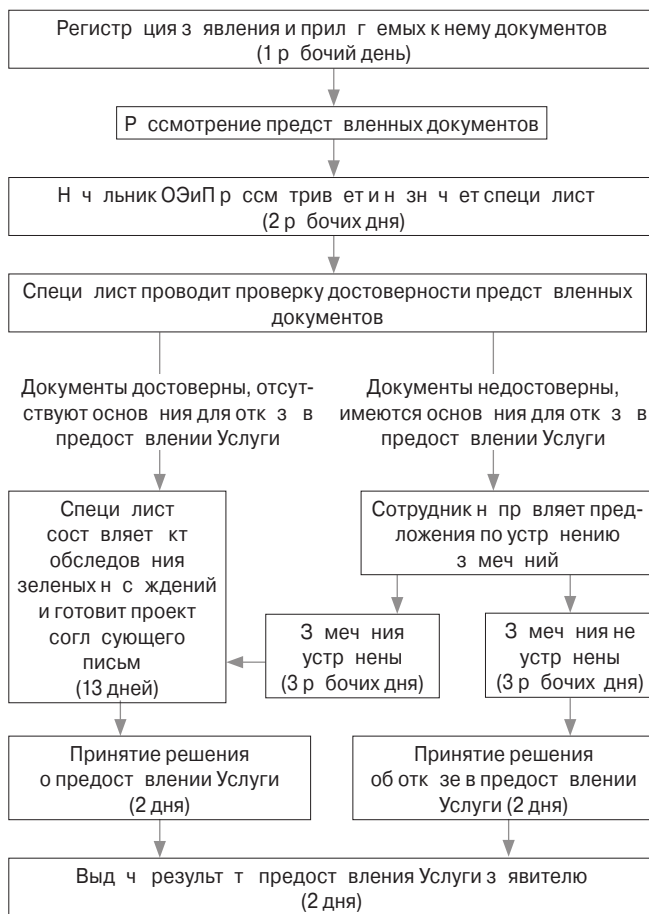 Регистр ция з явления и прил г емых к нему документов
(1 р бочий день)
Р ссмотрение предст вленных документов
Н ч льник ОЭиП р ссм трив ет и н зн ч ет специ лист
(2 р бочих дня)
Специ лист проводит проверку достоверности предст вленных
документов
Документы достоверны, отсут-
ствуют основ ния для отк з в
предост влении Услуги
Документы недостоверны,
имеются основ ния для отк з в
предост влении Услуги
Специ лист
сост вляет кт
обследов ния
зеленых н с ждений
и готовит проект
согл сующего
письм
(13 дней)
Сотрудник н пр вляет пред-
ложения по устр нению
з меч ний
З меч ния
устр нены
(3 р бочих дня)
З меч ния не
устр нены
(3 р бочих дня)
Принятие решения
о предост влении Услуги
(2 дня)
Принятие решения
об отк зе в предост влении
Услуги (2 дня)
Выд ч результ т предост вления Услуги з явителю
(2 дня)